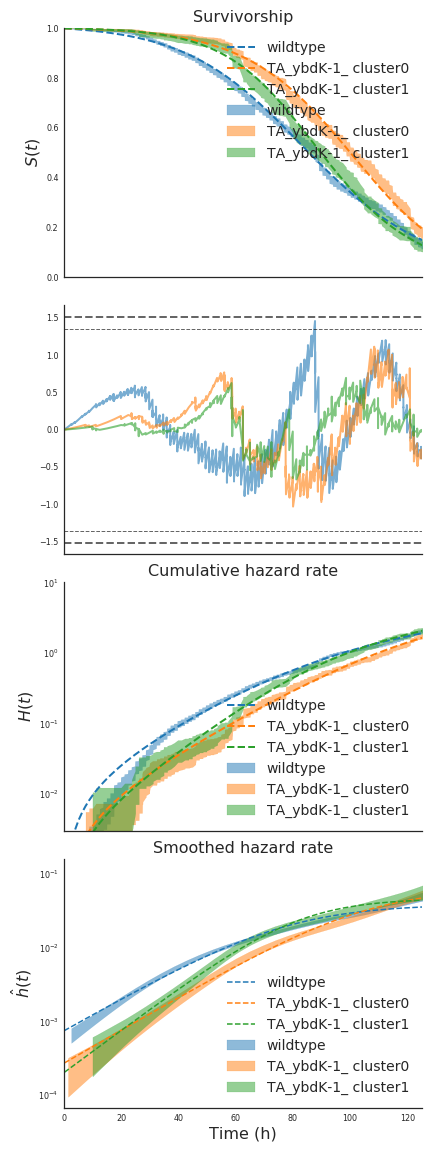 Survivorship
1.0
0.8
0.6
0.4
0.2
0.0
S(t)
wildtype
TA_ybdK-1_ cluster0
TA_ybdK-1_ cluster1
wildtype
TA_ybdK-1_ cluster0
TA_ybdK-1_ cluster1
1.5
1.0
0.5
0.0
−0.5
−1.0
−1.5
Cumulative hazard rate
10¹
10⁰
10⁻¹
10⁻²
H(t)
wildtype
TA_ybdK-1_ cluster0
TA_ybdK-1_ cluster1
wildtype
TA_ybdK-1_ cluster0
TA_ybdK-1_ cluster1
Smoothed hazard rate
10⁻¹
10⁻²
10⁻³
10⁻⁴
ĥ(t)
wildtype
TA_ybdK-1_ cluster0
TA_ybdK-1_ cluster1
wildtype
TA_ybdK-1_ cluster0
TA_ybdK-1_ cluster1
0 20 40 60 80 100 120
Time (h)